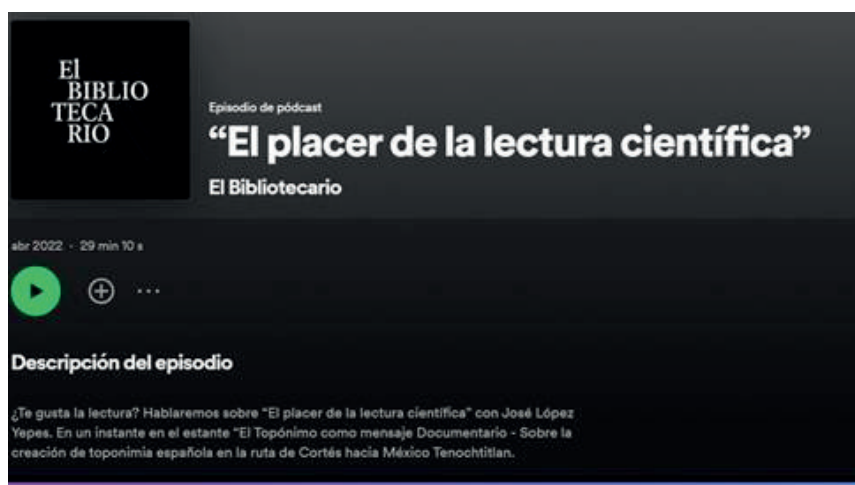 El
BIBLIO
TECA
RIO
Episodio de pódcast
“El placer de la lectura científica”
El Bibliotecario
abr 2022 · 29 min 10 s
Descripción del episodio
¿Te gusta la lectura? Hablaremos sobre "El placer de la lectura científica" con José López
Yepes. En un instante en el estante "El Topónimo como mensaje Documentario - Sobre la
creación de toponimia española en la ruta de Cortés hacia México Tenochtitlan.